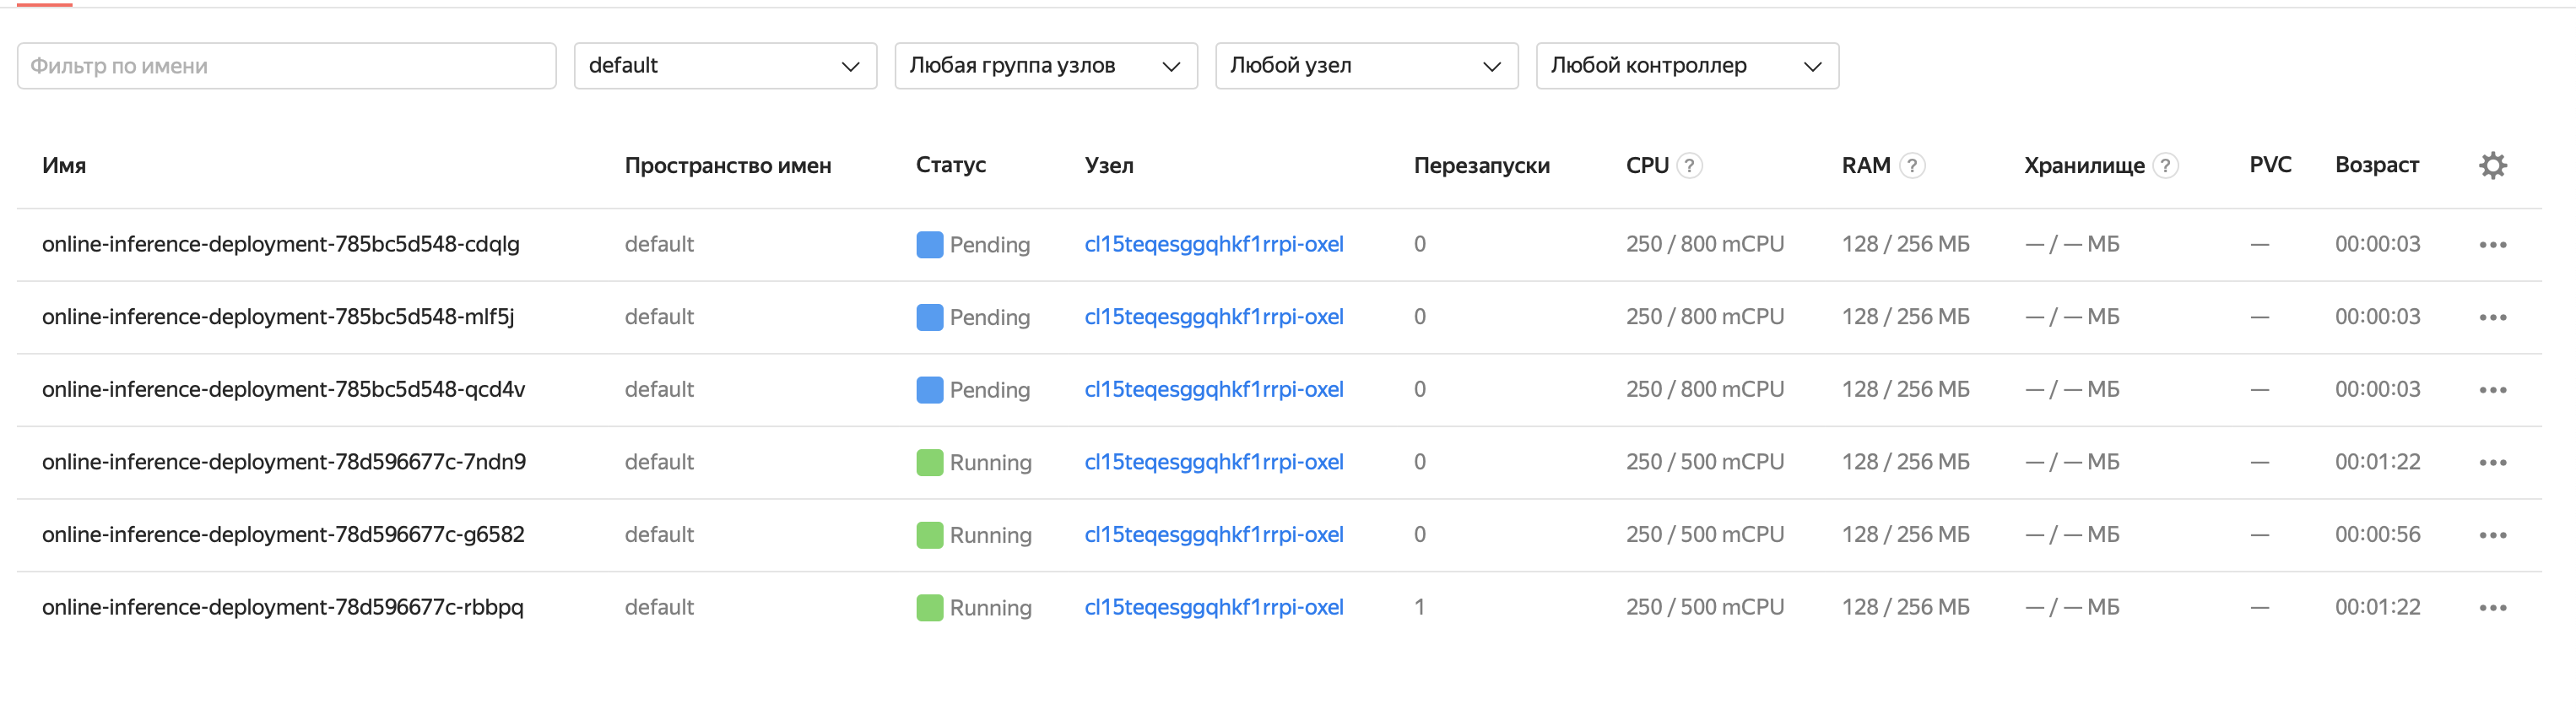 Фильтр по имени default Любая группа узлов Любой узел Любой контроллер
Имя Пространство имен Статус Узел Перезапуски CPU ? RAM ? Хранилище ? PVC Возраст
online-inference-deployment-785bc5d548-cdqlg default Pending cl15teqesggqhkf1rrpi-oxel 0 250 / 800 mCPU 128 / 256 МБ — / — МБ — 00:00:03
online-inference-deployment-785bc5d548-mlf5j default Pending cl15teqesggqhkf1rrpi-oxel 0 250 / 800 mCPU 128 / 256 МБ — / — МБ — 00:00:03
online-inference-deployment-785bc5d548-qcd4v default Pending cl15teqesggqhkf1rrpi-oxel 0 250 / 800 mCPU 128 / 256 МБ — / — МБ — 00:00:03
online-inference-deployment-78d596677c-7ndn9 default Running cl15teqesggqhkf1rrpi-oxel 0 250 / 500 mCPU 128 / 256 МБ — / — МБ — 00:01:22
online-inference-deployment-78d596677c-g6582 default Running cl15teqesggqhkf1rrpi-oxel 0 250 / 500 mCPU 128 / 256 МБ — / — МБ — 00:00:56
online-inference-deployment-78d596677c-rbbpq default Running cl15teqesggqhkf1rrpi-oxel 1 250 / 500 mCPU 128 / 256 МБ — / — МБ — 00:01:22